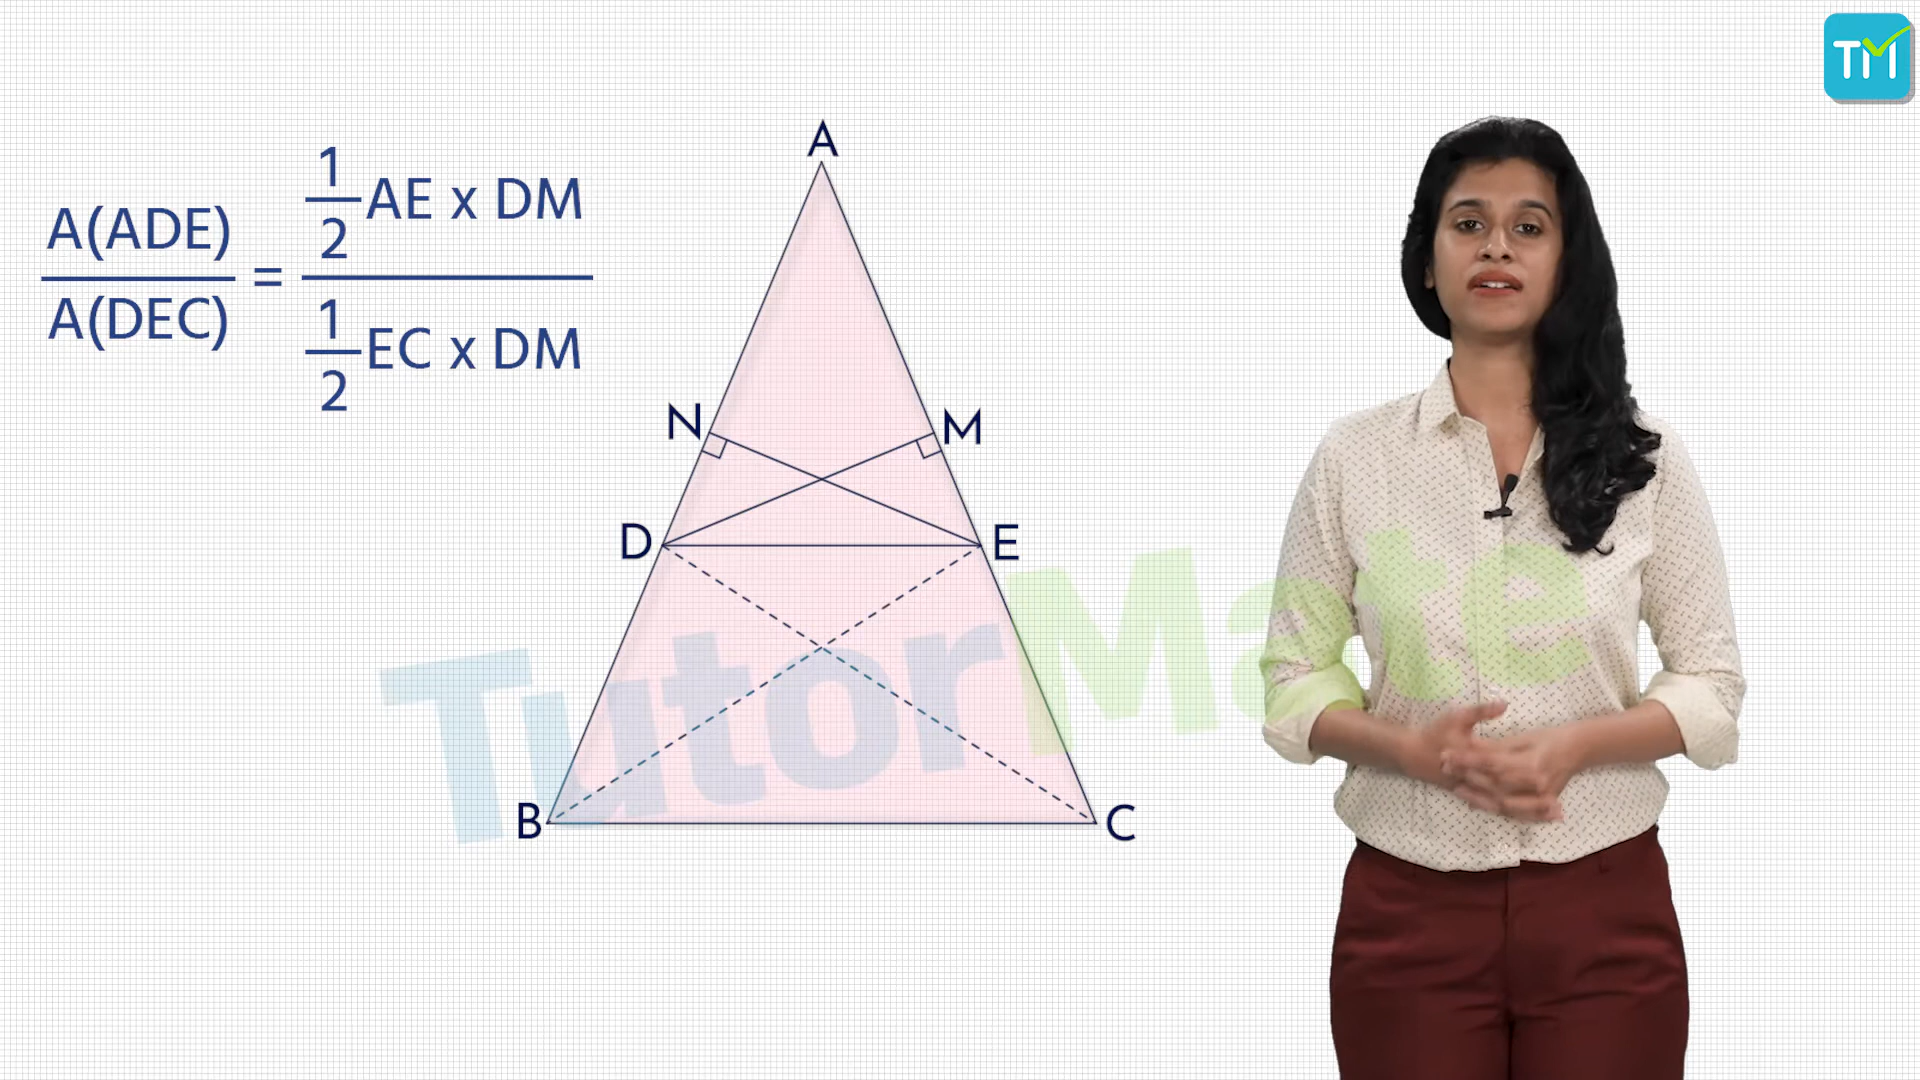 TM
A
A(ADE)/A(DEC) = 1/2 AE x DM / 1/2 EC x DM
N M
D E
TutorMate
B C